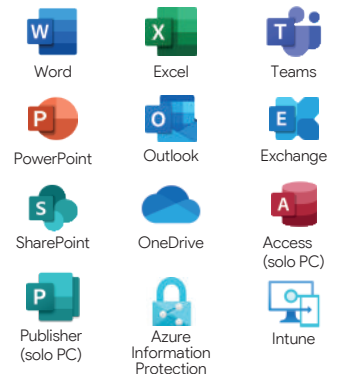 W
Word
X
Excel
T
Teams
P
PowerPoint
O
Outlook
E
Exchange
S
SharePoint
OneDrive
A
Access
(solo PC)
P
Publisher
(solo PC)
Azure
Information
Protection
Intune